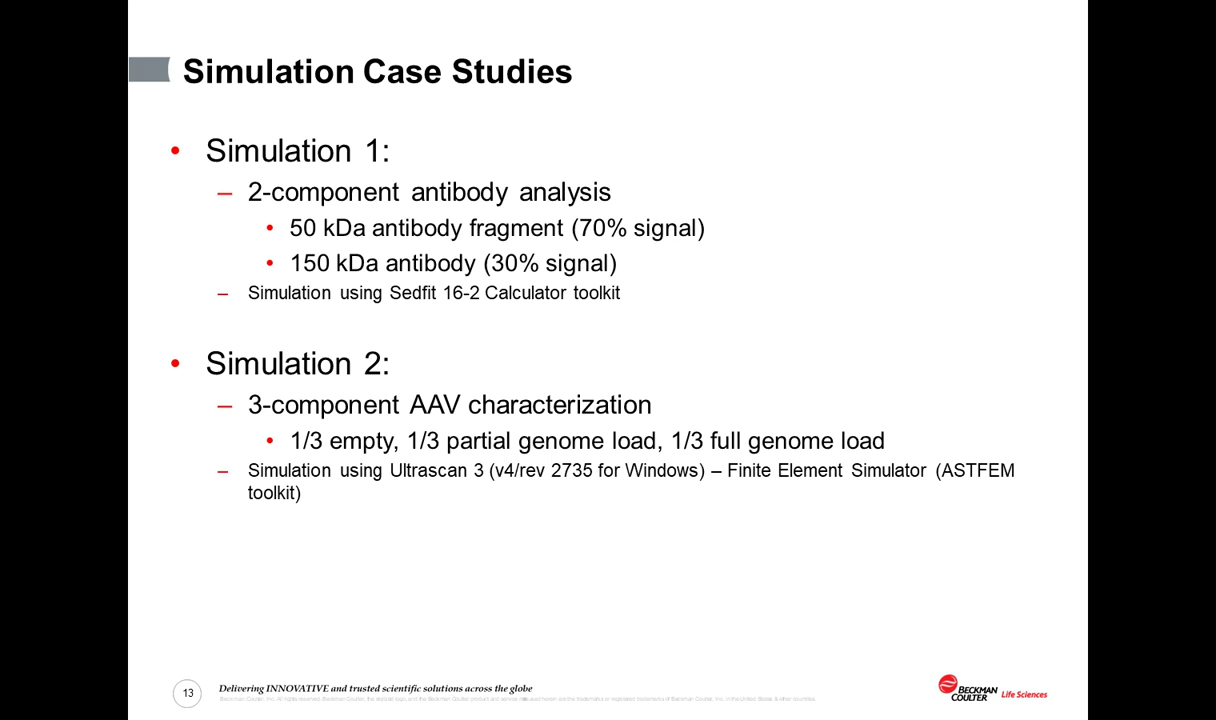 Simulation Case Studies
• Simulation 1:
– 2-component antibody analysis
• 50 kDa antibody fragment (70% signal)
• 150 kDa antibody (30% signal)
– Simulation using Sedfit 16-2 Calculator toolkit
• Simulation 2:
– 3-component AAV characterization
• 1/3 empty, 1/3 partial genome load, 1/3 full genome load
– Simulation using Ultrascan 3 (v4/rev 2735 for Windows) – Finite Element Simulator (ASTFEM
toolkit)
13
Delivering INNOVATIVE and trusted scientific solutions across the globe
BECKMAN
COULTER Life Sciences